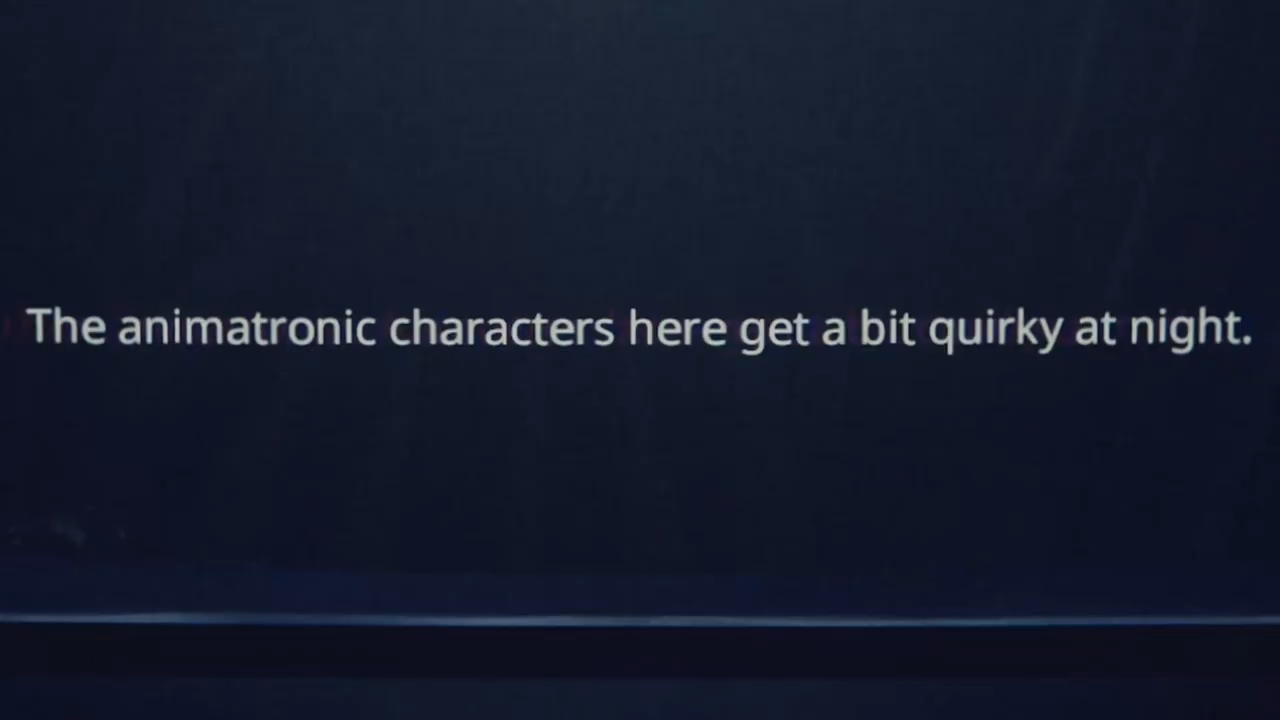 The animatronic characters here get a bit quirky at night.